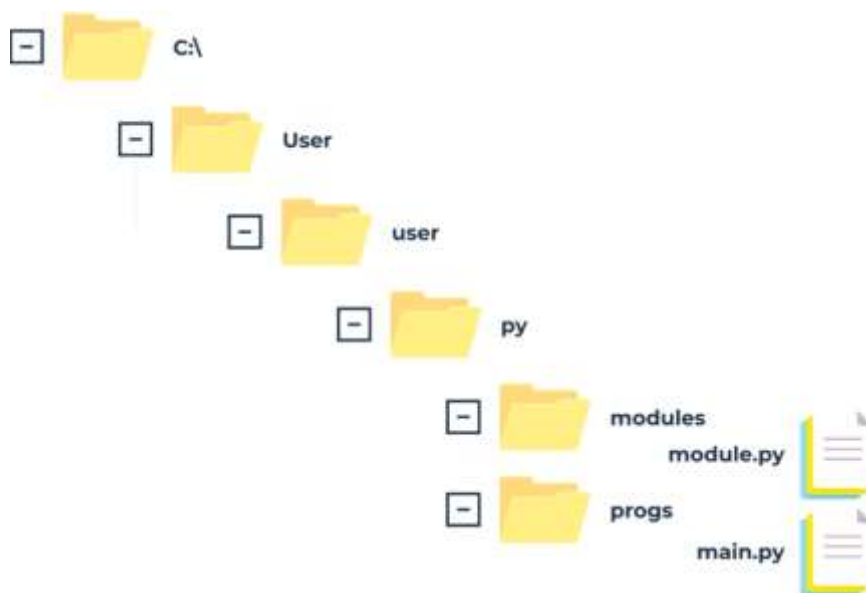 C:\
User
user
py
modules
module.py
progs
main.py